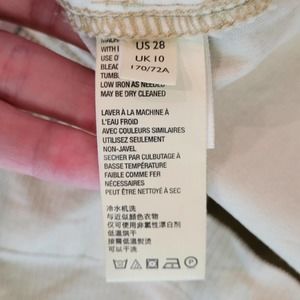 US 28
UK 10
170/72A
WITH
USE
BLEAC
TUMB
LOW IRON AS NEEDED
MAY BE DRY CLEANED
LAVER À LA MACHINE À
L'EAU FROID
AVEC COULEURS SIMILAIRES
UTILISEZ SEULEMENT
NON-JAVEL
SECHER PAR CULBUTAGE À
BASSE TEMPÉRATURE
FAIBLE COMME FER
NÉCESSAIRES
PEUT ÊTRE NETTOYÉ À SEC
冷水机洗
与近似颜色衣物
仅可使用非氯性漂白剂
低温烘干
按需低温熨烫
可以干洗